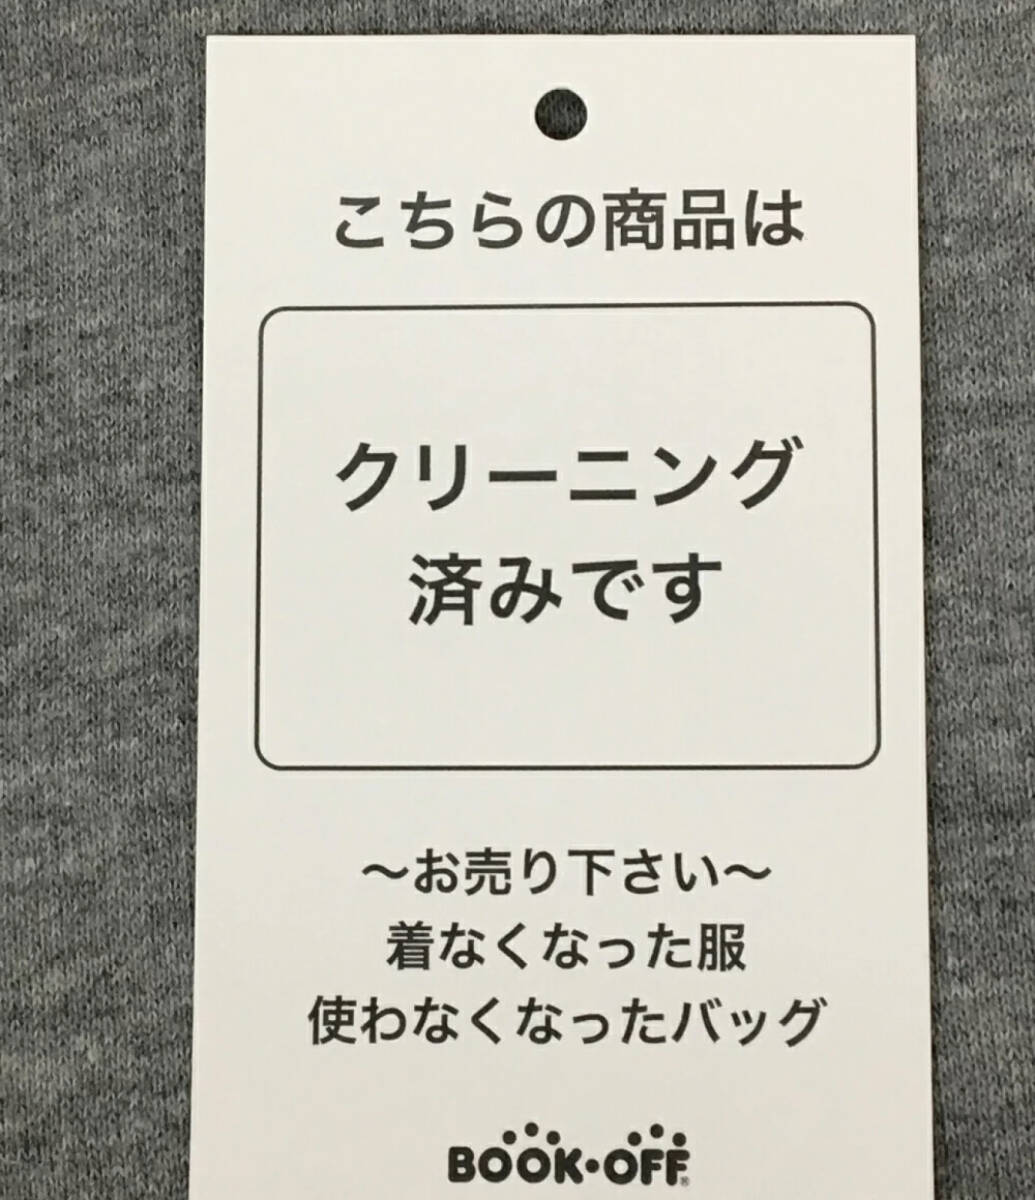 こちらの商品は
クリーニング
済みです
〜お売り下さい〜
着なくなった服
使わなくなったバッグ
BOOK・OFF®